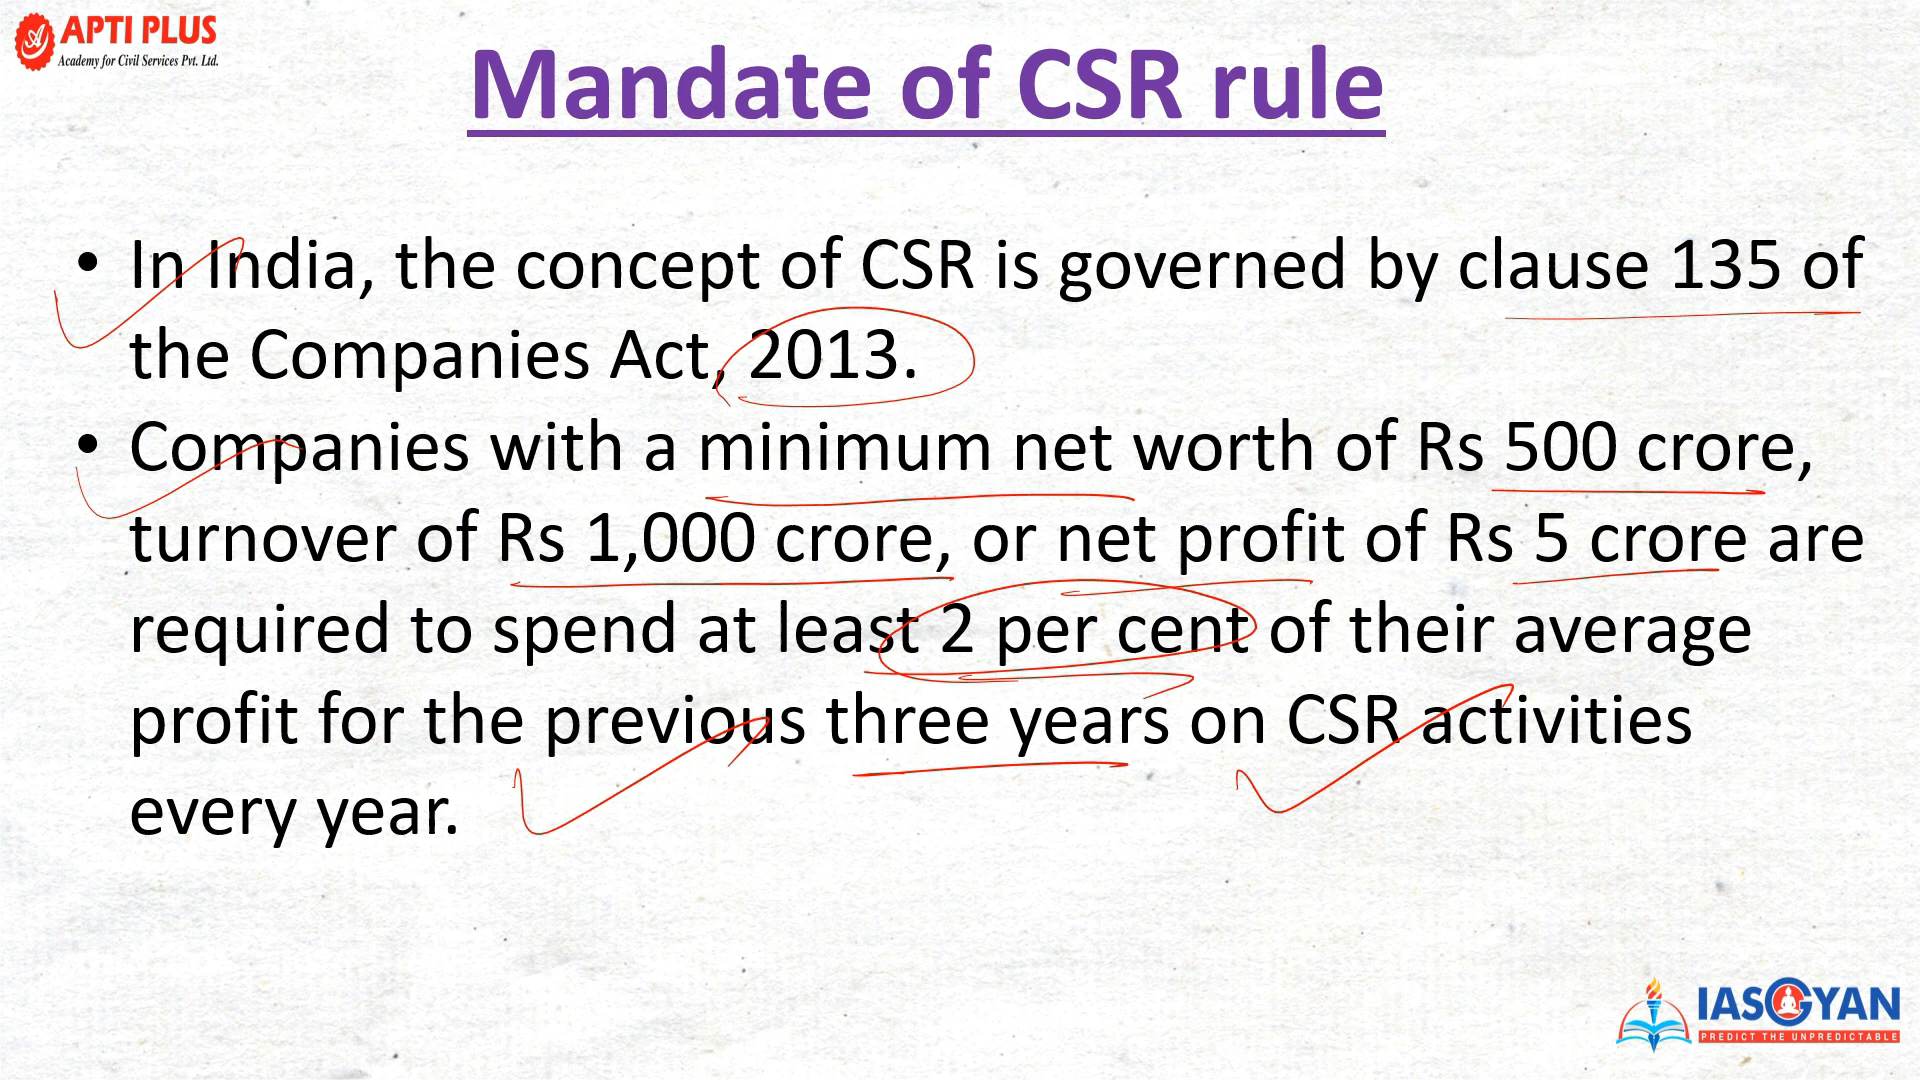 APTI PLUS
Academy for Civil Services Pvt. Ltd.
Mandate of CSR rule
• In India, the concept of CSR is governed by clause 135 of
the Companies Act, 2013.
• Companies with a minimum net worth of Rs 500 crore,
turnover of Rs 1,000 crore, or net profit of Rs 5 crore are
required to spend at least 2 per cent of their average
profit for the previous three years on CSR activities
every year.
IASGYAN
PREDICT THE UNPREDICTABLE